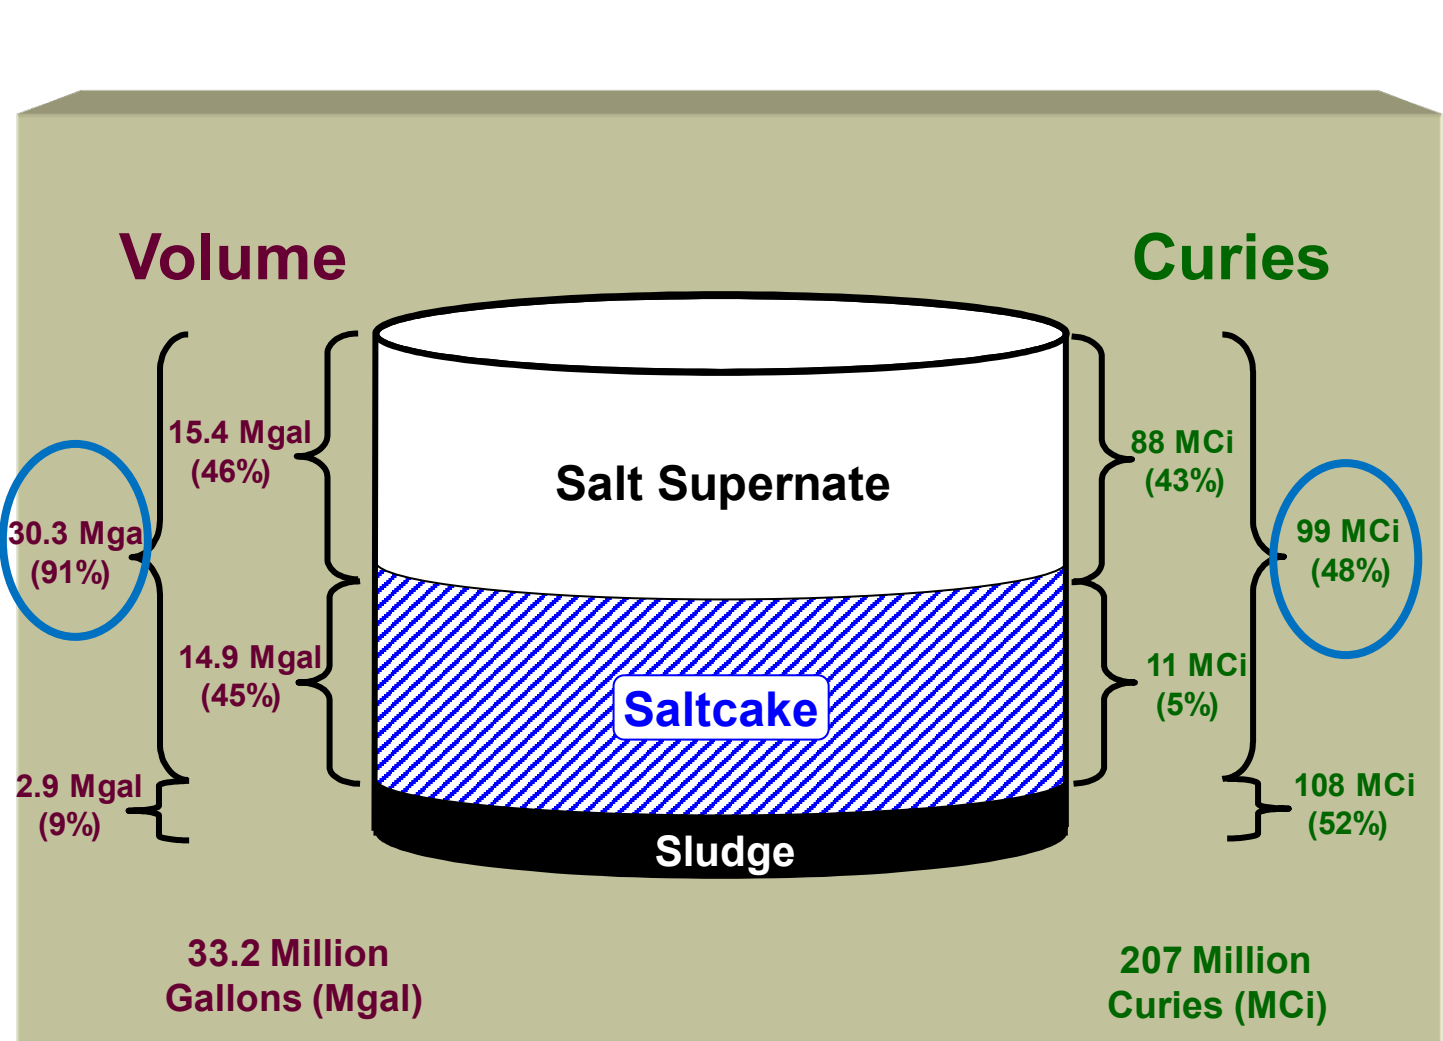 Volume
Curies
15.4 Mgal
(46%)
88 MCi
(43%)
Salt Supernate
30.3 Mga
(91%)
99 MCi
(48%)
14.9 Mgal
(45%)
11 MCi
(5%)
Saltcake
2.9 Mgal
(9%)
108 MCi
(52%)
Sludge
33.2 Million
Gallons (Mgal)
207 Million
Curies (MCi)